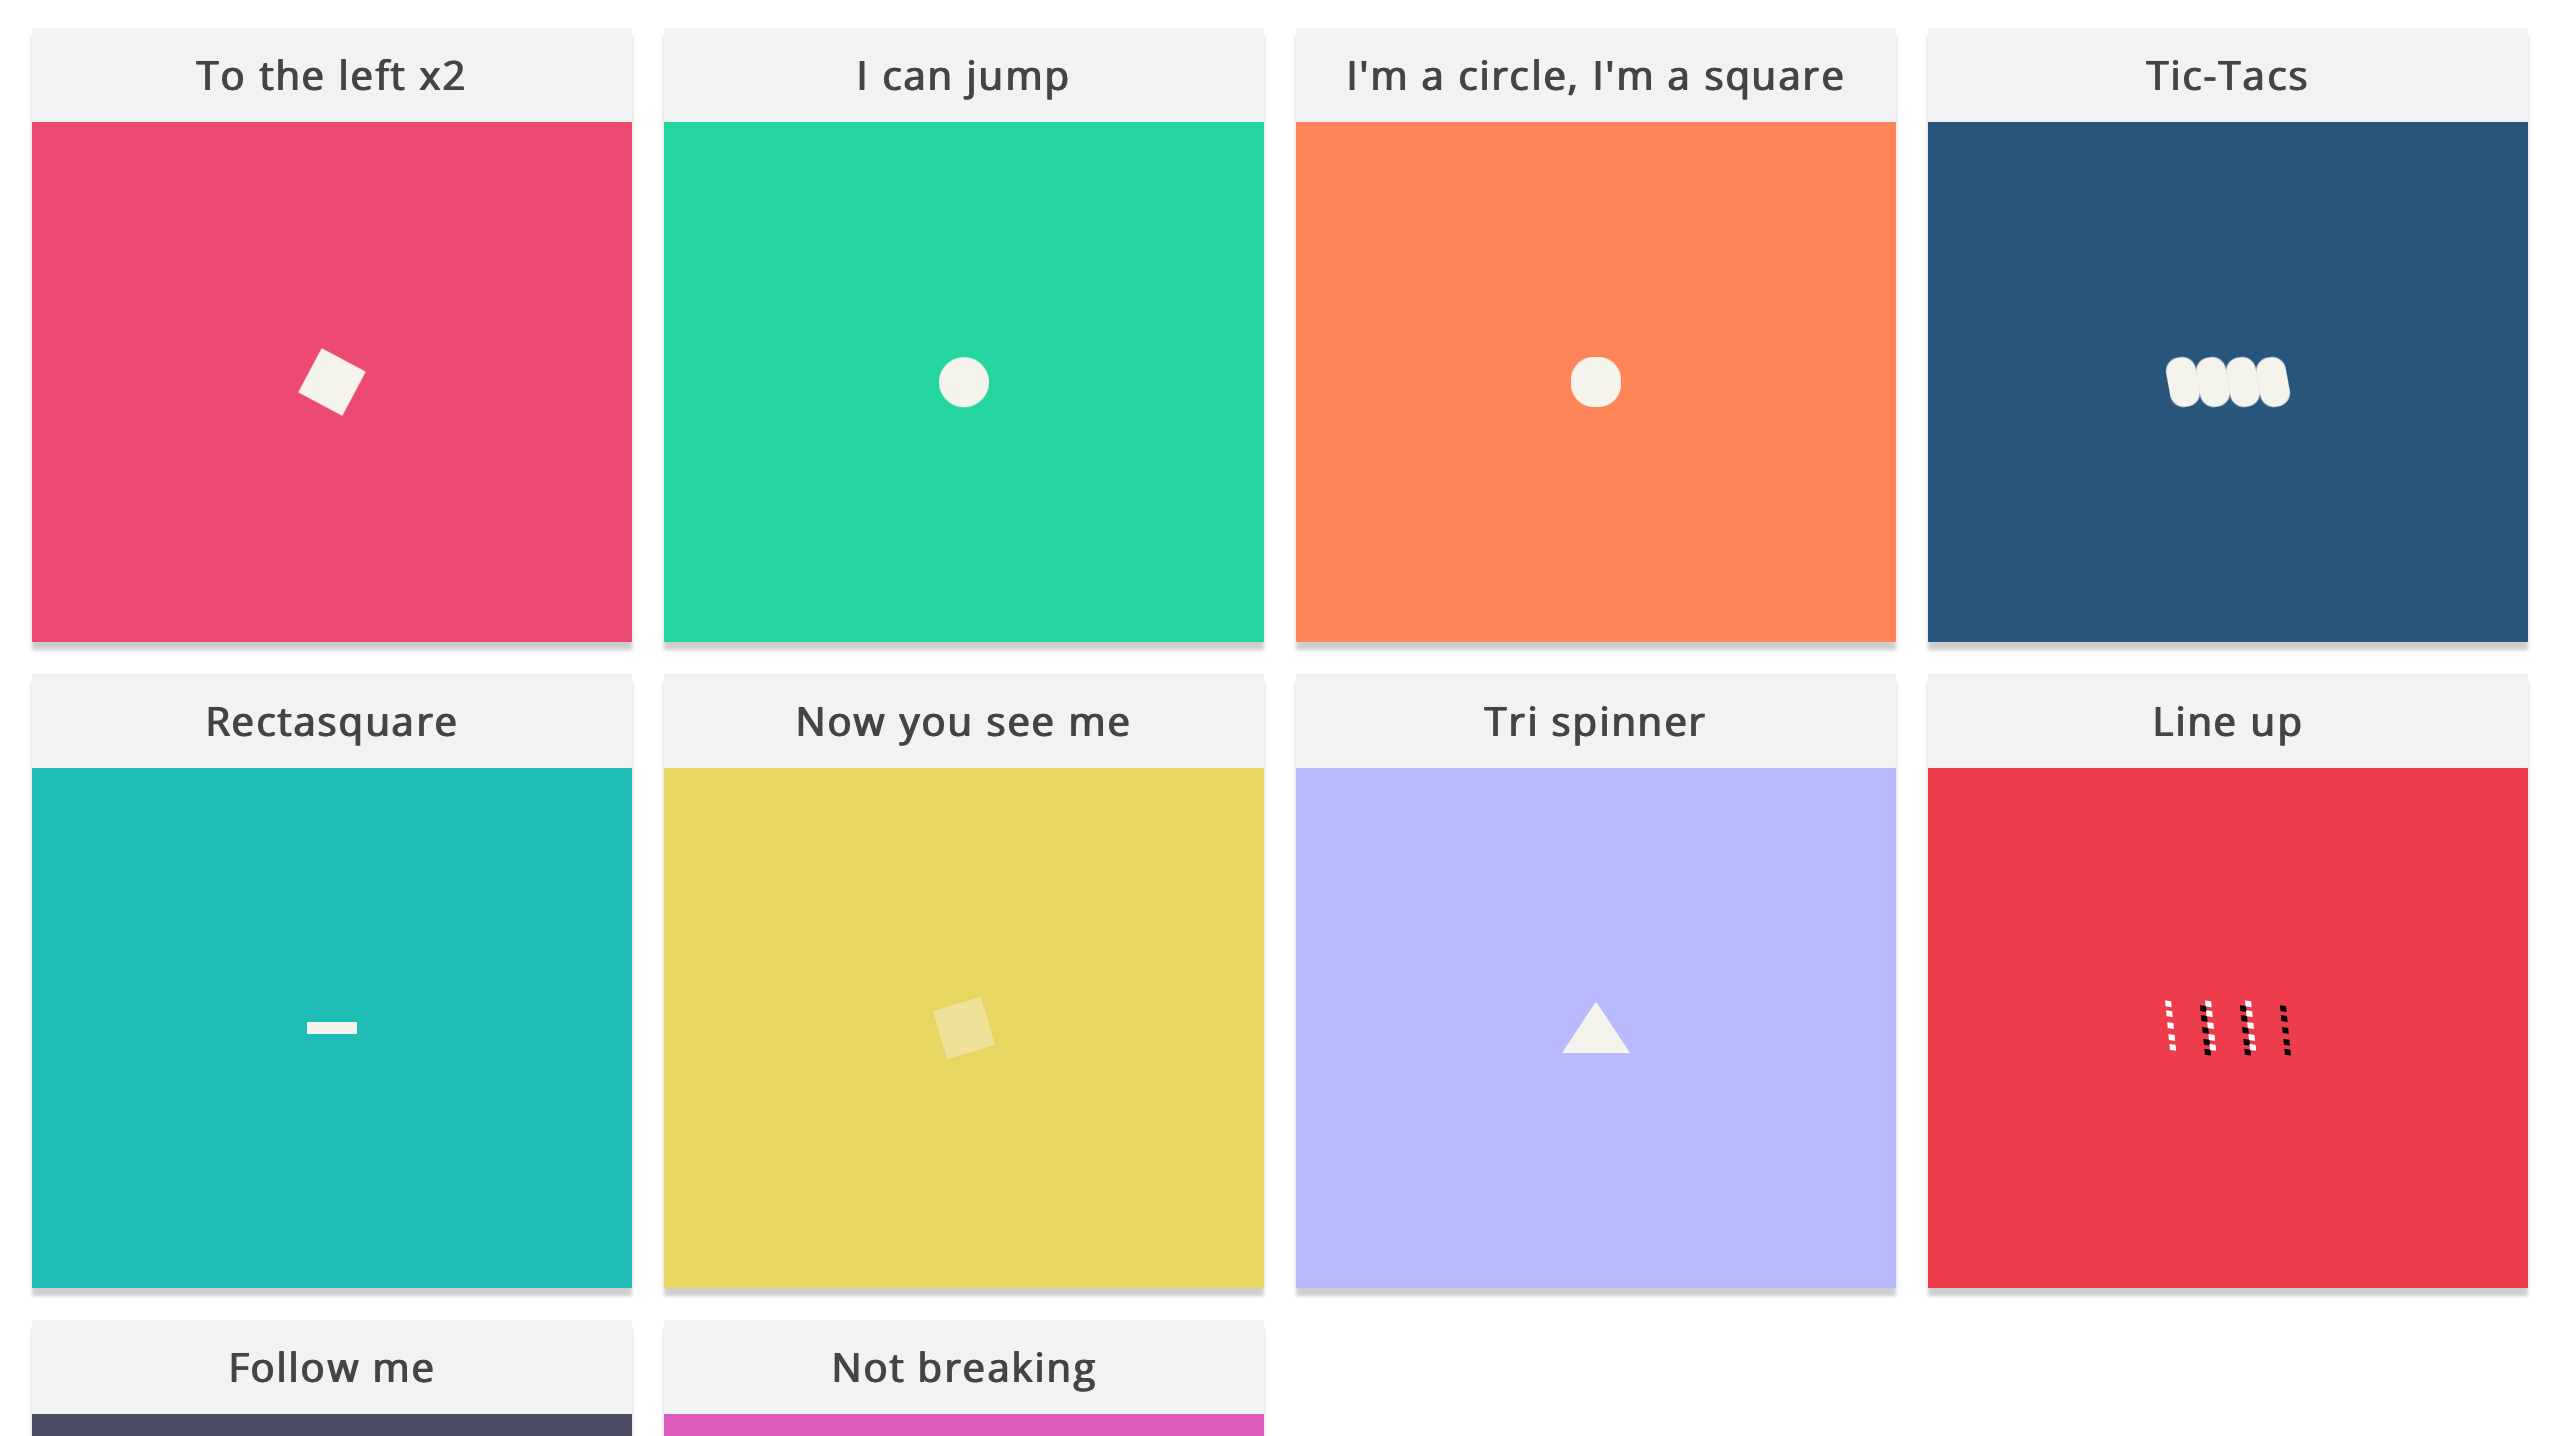 To the left x2
I can jump
I'm a circle, I'm a square
Tic-Tacs
Rectasquare
Now you see me
Tri spinner
Line up
Follow me
Not breaking